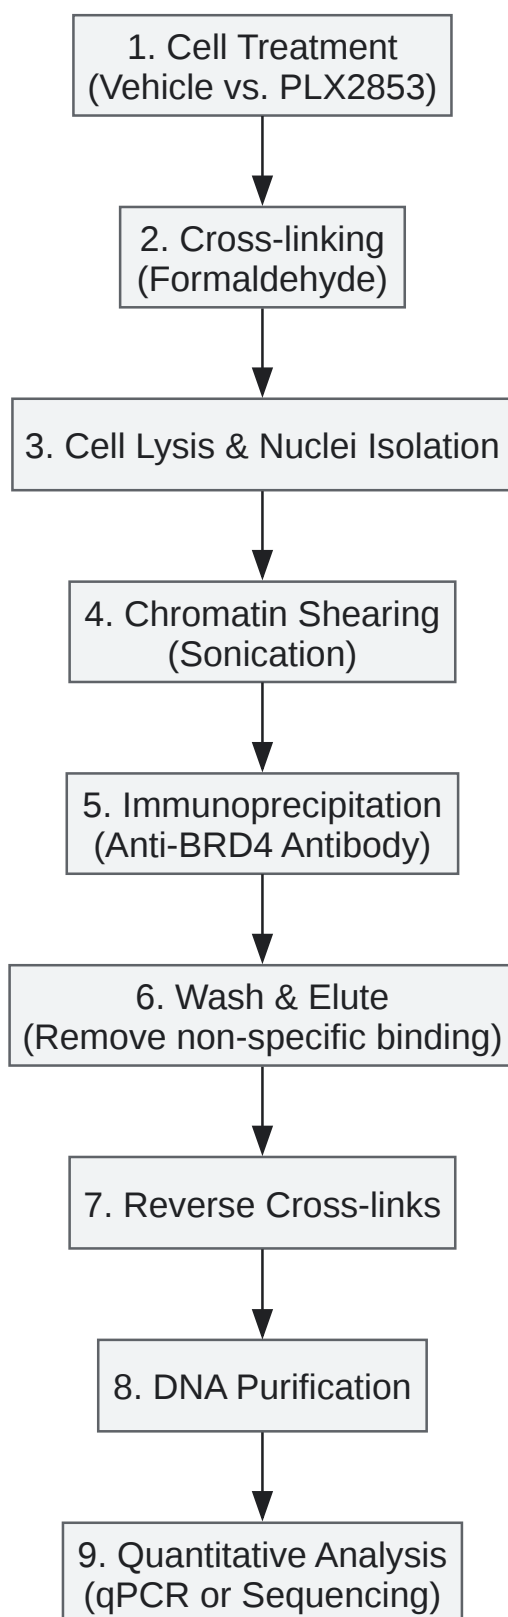 1. Cell Treatment
(Vehicle vs. PLX2853)
2. Cross-linking
(Formaldehyde)
3. Cell Lysis & Nuclei Isolation
4. Chromatin Shearing
(Sonication)
5. Immunoprecipitation
(Anti-BRD4 Antibody)
6. Wash & Elute
(Remove non-specific binding)
7. Reverse Cross-links
8. DNA Purification
9. Quantitative Analysis
(qPCR or Sequencing)